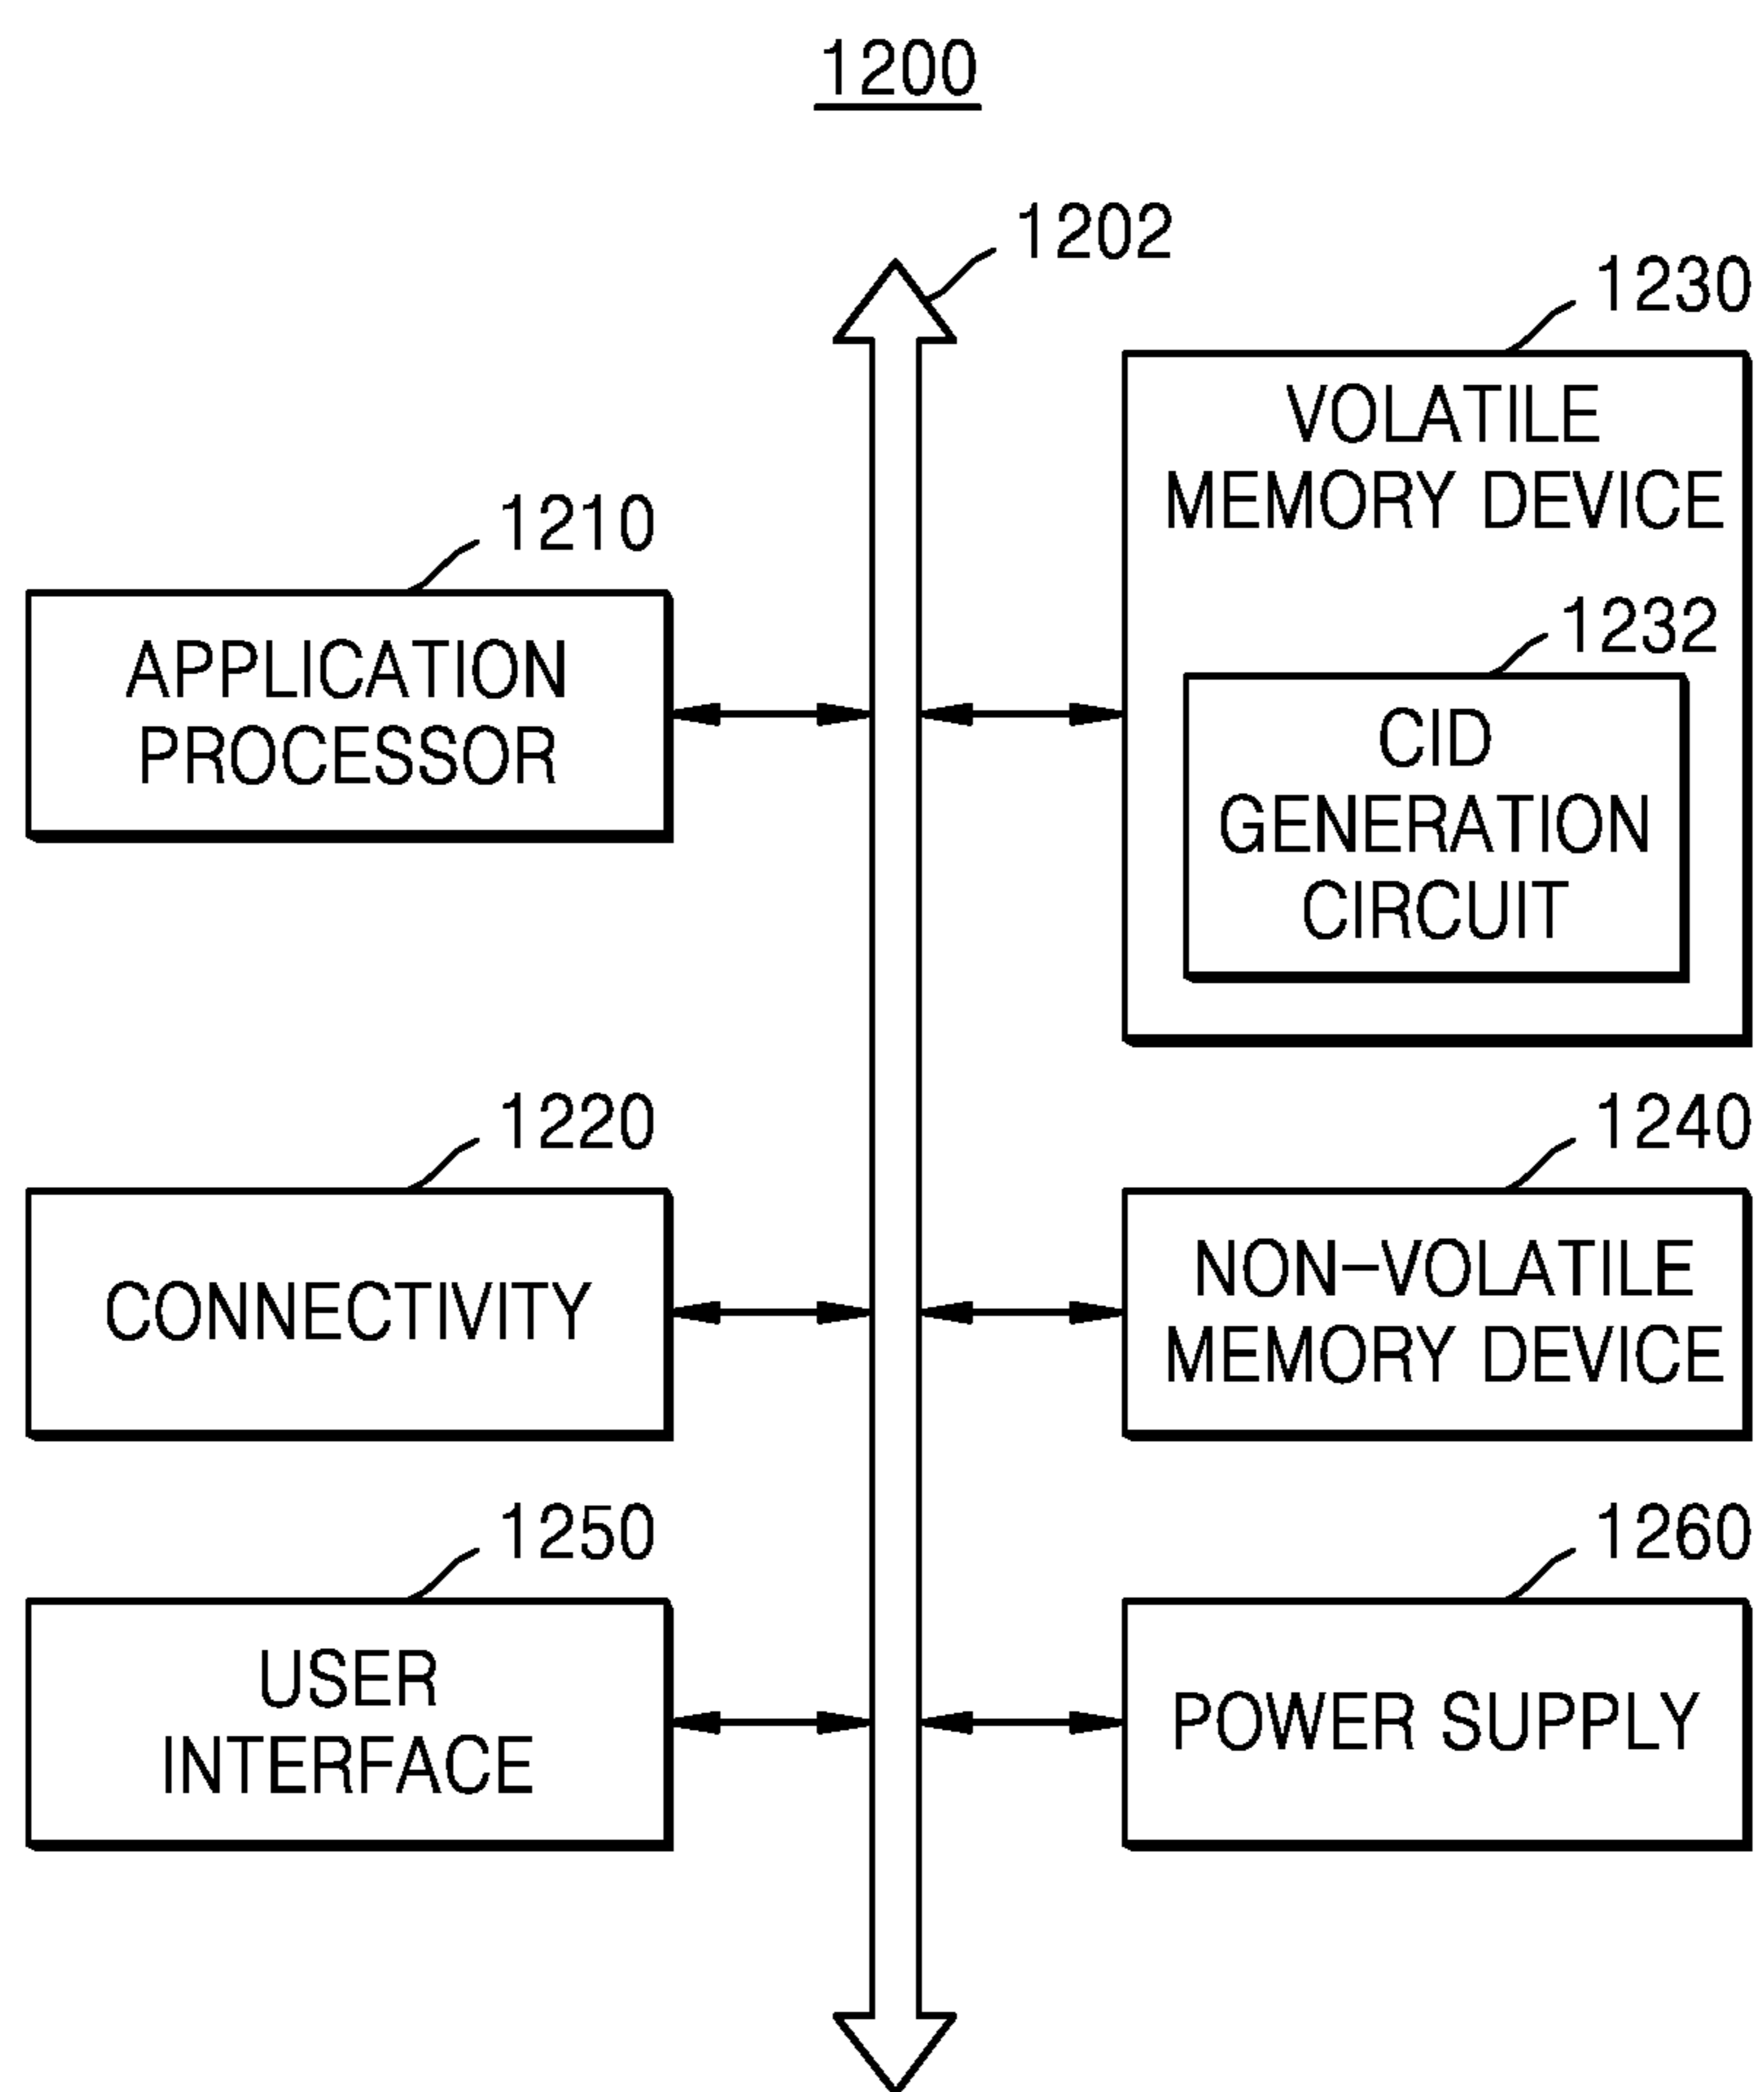 1200
1202
1230
VOLATILE
MEMORY DEVICE
1210
APPLICATION
PROCESSOR
1232
CID
GENERATION
CIRCUIT
1220
CONNECTIVITY
1240
NON-VOLATILE
MEMORY DEVICE
1250
USER
INTERFACE
1260
POWER SUPPLY